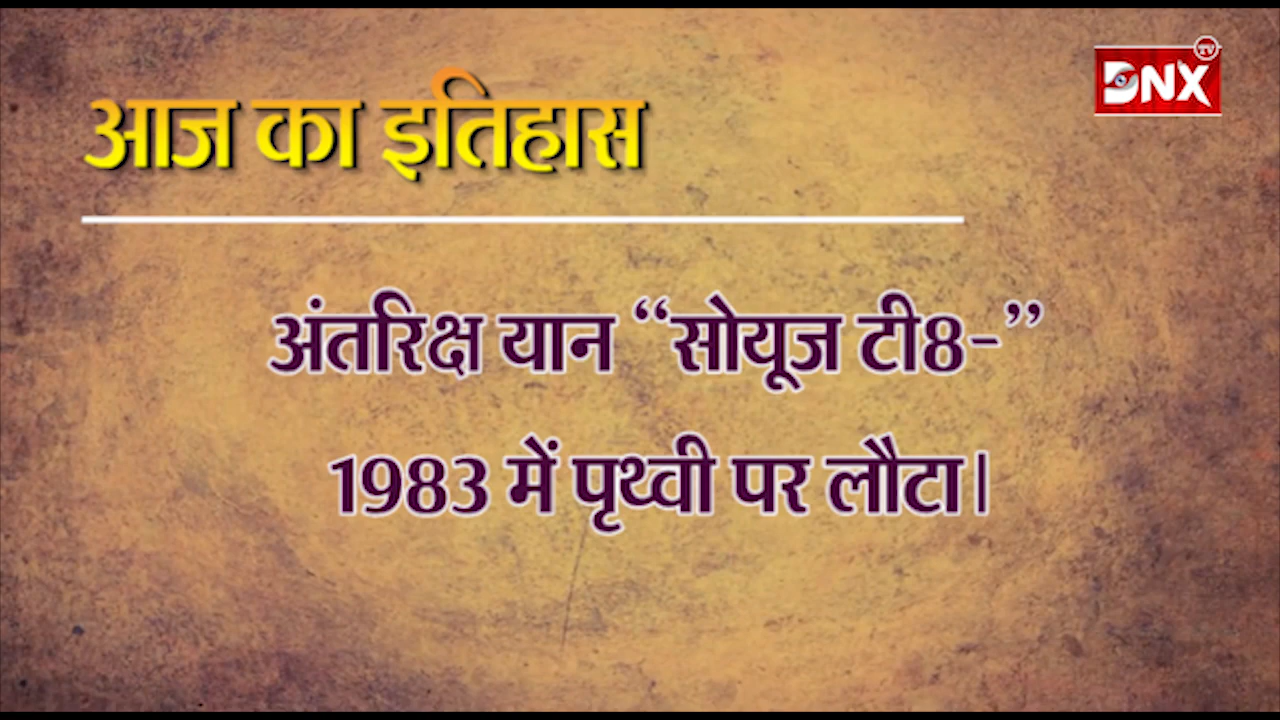 आज का इतिहास
DNX TV
अंतरिक्ष यान “सोयूज टी8-”
1983 में पृथ्वी पर लौटा।